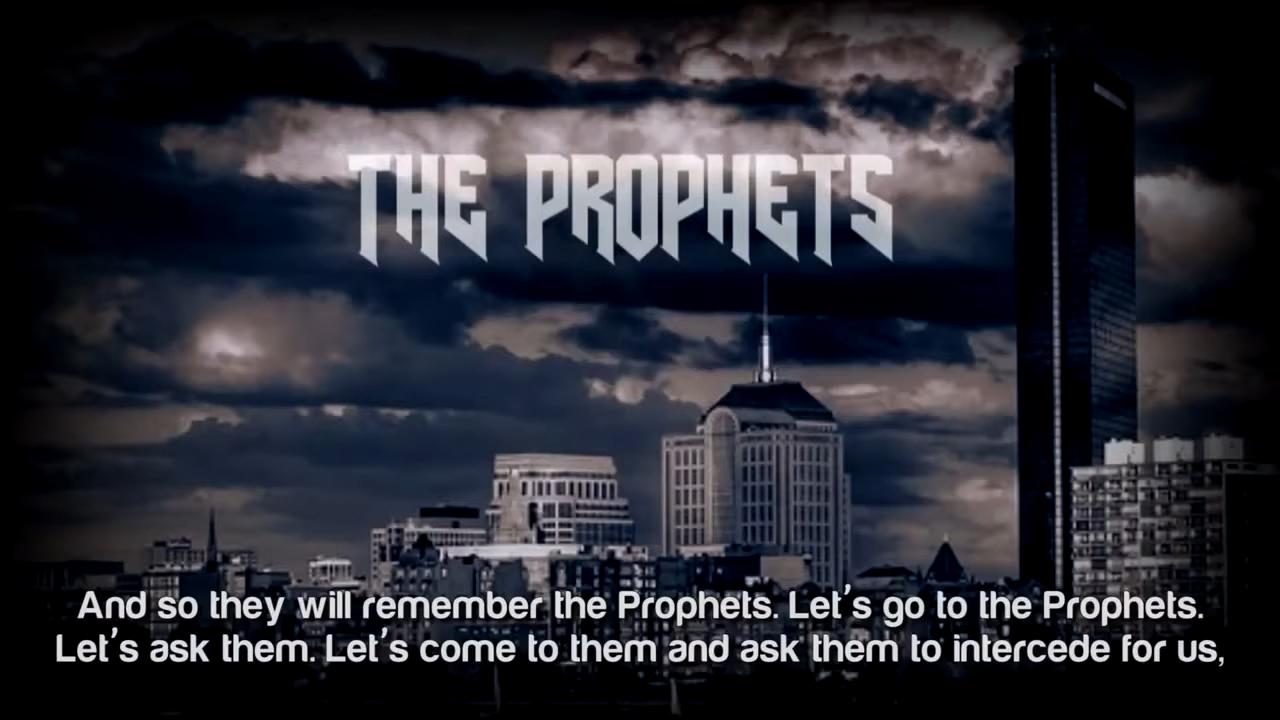 THE PROPHETS
And so they will remember the Prophets. Let's go to the Prophets.
Let's ask them. Let's come to them and ask them to intercede for us,